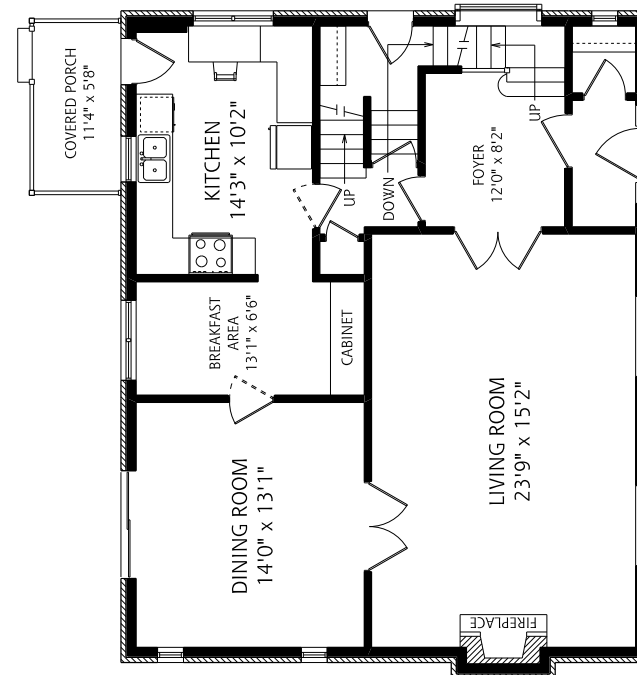 COVERED PORCH
11'4" x 5'8"
KITCHEN
14'3" x 10'2"
UP
DOWN
FOYER
12'0" x 8'2"
UP
BREAKFAST
AREA
13'1" x 6'6"
CABINET
LIVING ROOM
23'9" x 15'2"
DINING ROOM
14'0" x 13'1"
FIREPLACE